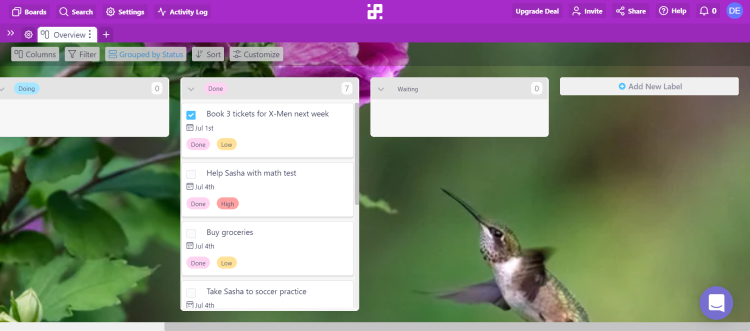 Boards Search Settings Activity Log Upgrade Deal Invite Share Help 0 DE
Overview
Columns Filter Grouped by Status Sort Customize
Doing 0 Done 7 Waiting 0 Add New Label
Book 3 tickets for X-Men next week
Jul 1st
Done Low
Help Sasha with math test
Jul 4th
Done High
Buy groceries
Jul 4th
Done Low
Take Sasha to soccer practice
Jul 4th